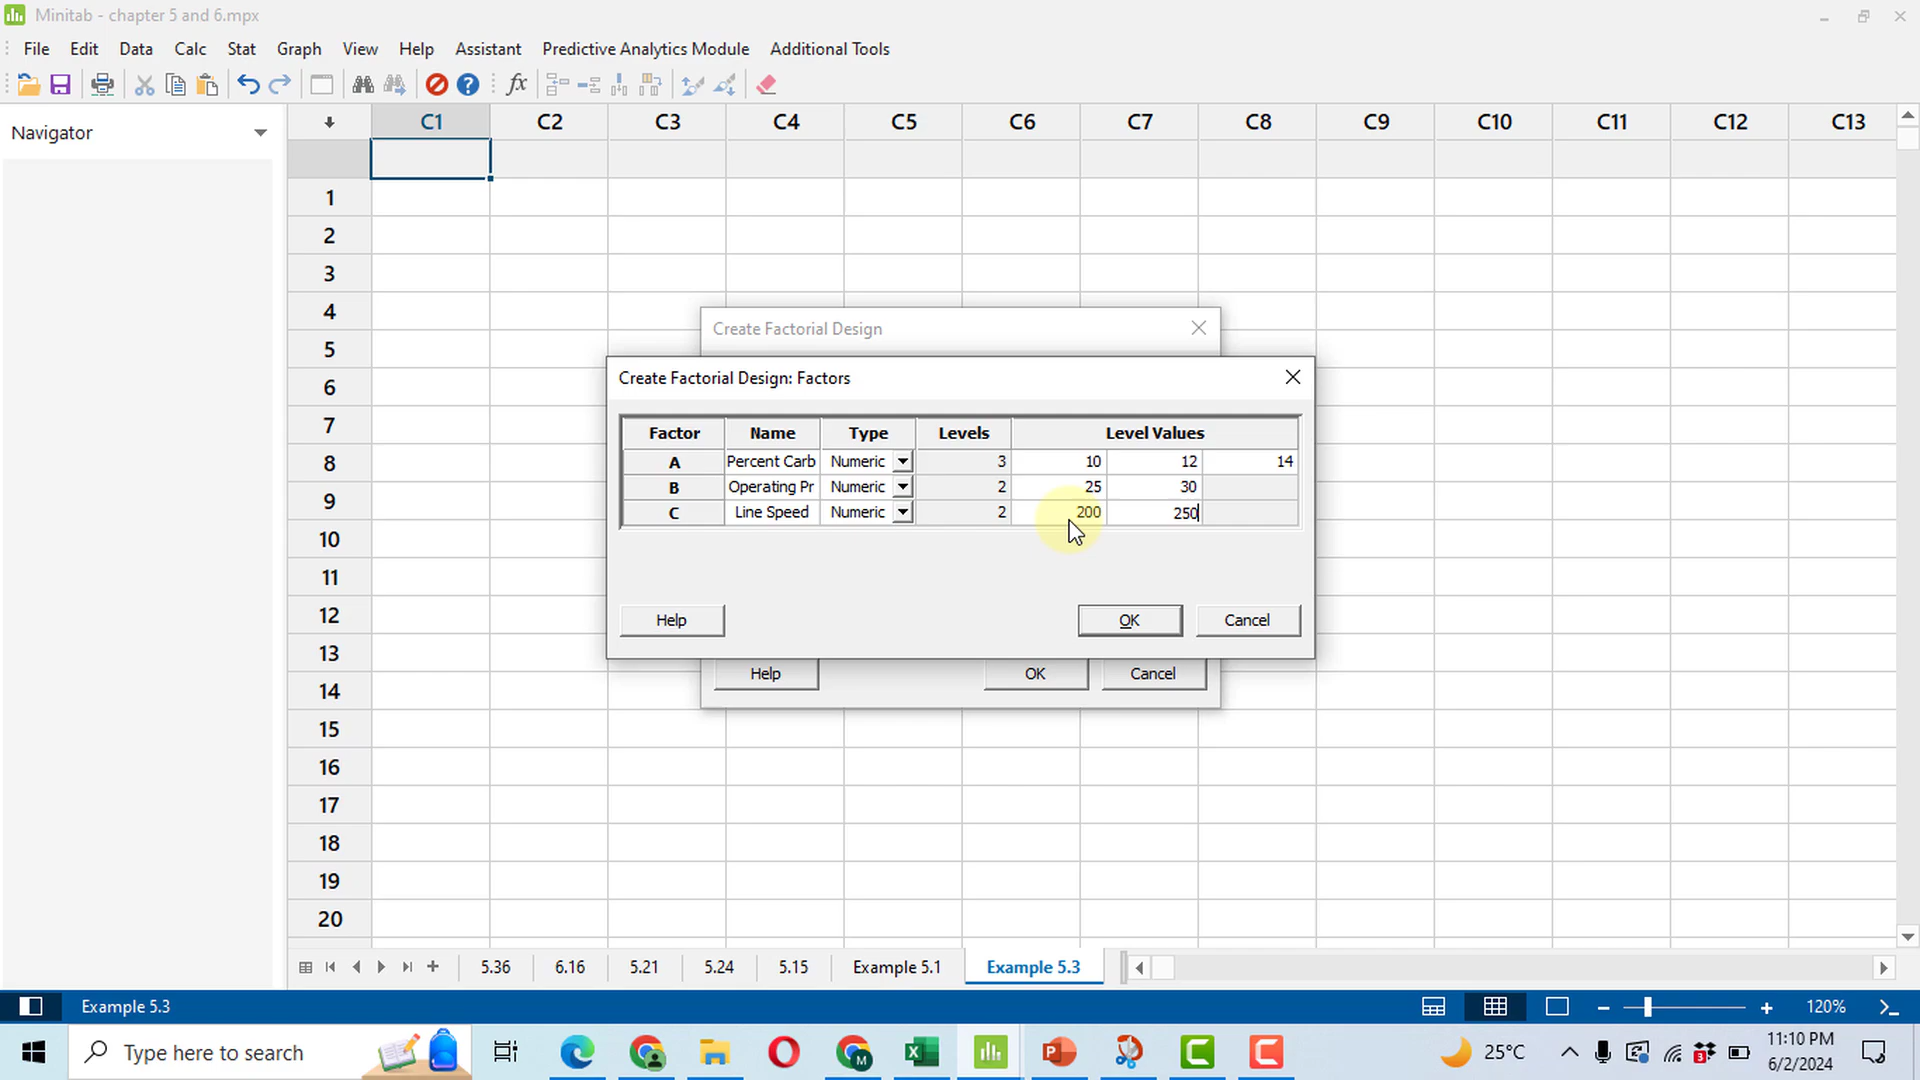 Minitab - chapter 5 and 6.mpx
File Edit Data Calc Stat Graph View Help Assistant Predictive Analytics Module Additional Tools
fx
Navigator
C1 C2 C3 C4 C5 C6 C7 C8 C9 C10 C11 C12 C13
1
2
3
4
5
6
7
8
9
10
11
12
13
14
15
16
17
18
19
20
Create Factorial Design
Create Factorial Design: Factors
Factor Name Type Levels Level Values
A Percent Carb Numeric 3 10 12 14
B Operating Pr Numeric 2 25 30
C Line Speed Numeric 2 200 250
Help OK Cancel
Help OK Cancel
5.36 6.16 5.21 5.24 5.15 Example 5.1 Example 5.3
Example 5.3 120%
Type here to search
25°C
11:10 PM
6/2/2024